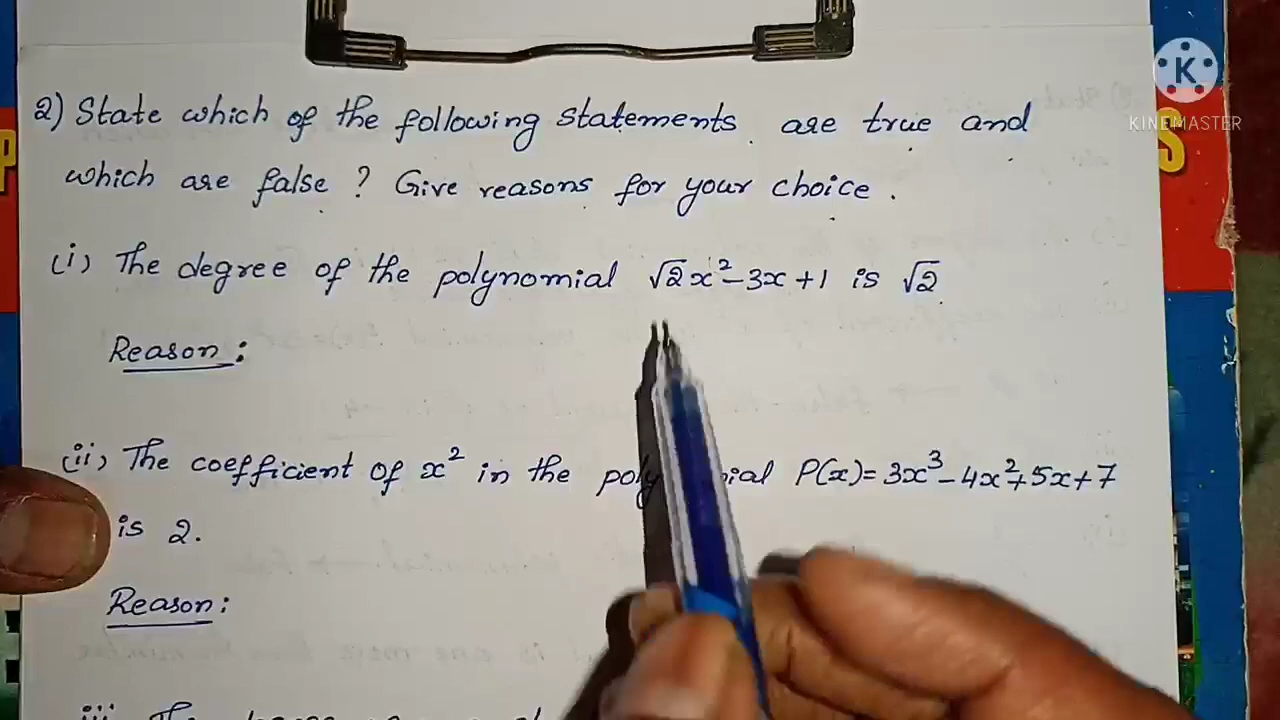 K
KINEMASTER
2) State which of the following statements are true and
which are false ? Give reasons for your choice .
(i) The degree of the polynomial √2x²-3x+1 is √2
Reason :
(ii) The coefficient of x² in the P(x)=3x³-4x²+5x+7
is 2.
Reason :
iii The